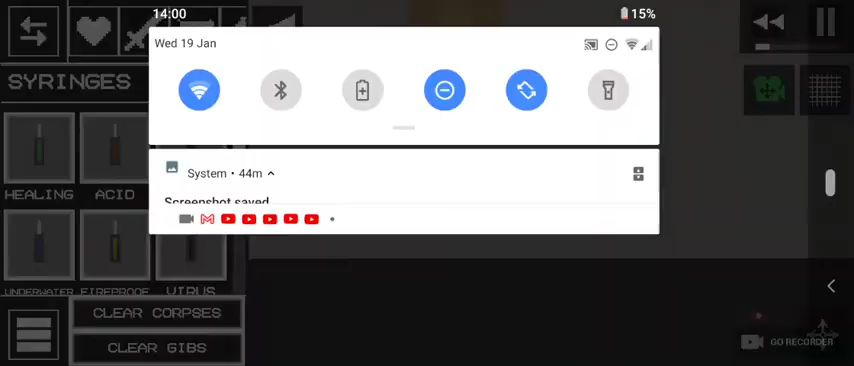 14:00
15%
Wed 19 Jan
SYRINGES
System • 44m
Screenshot saved
HEALING
ACID
UNDERWATER
FIREPROOF
VIRUS
CLEAR CORPSES
CLEAR GIBS
GO RECORDER